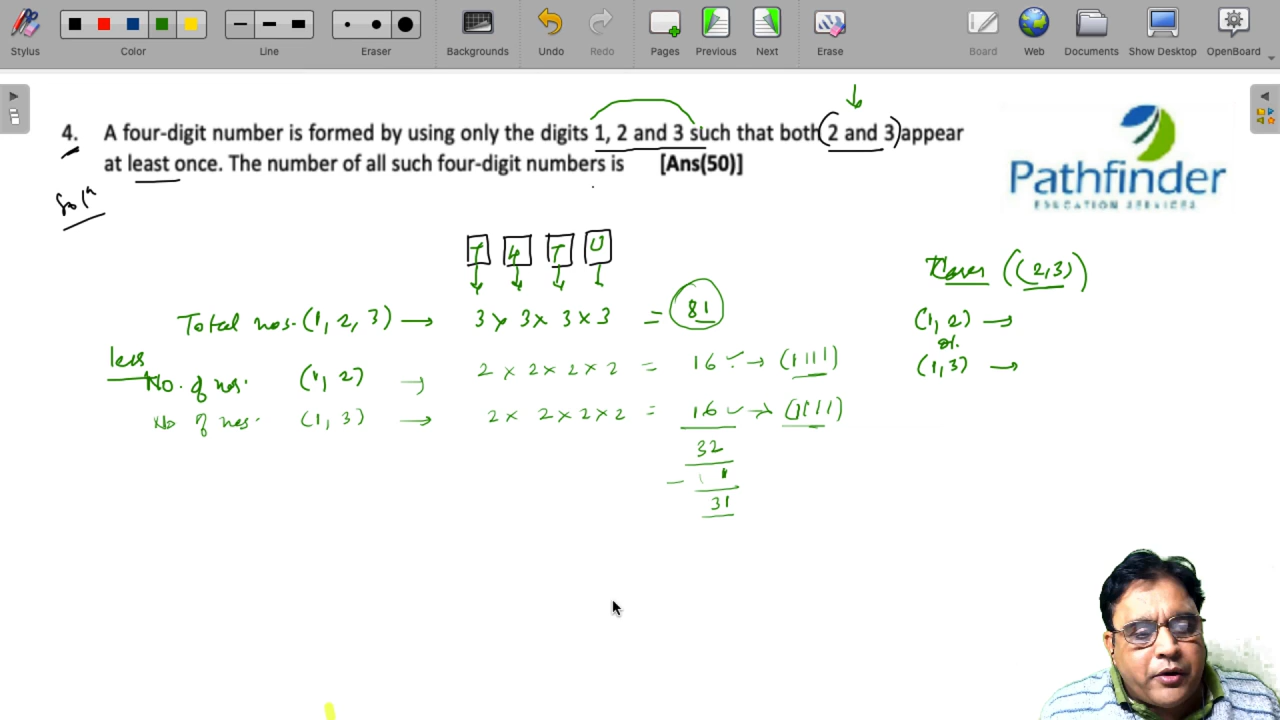 Stylus Color Line Eraser Backgrounds Undo Redo Pages Previous Next Erase Board Web Documents Show Desktop OpenBoard
4. A four-digit number is formed by using only the digits 1, 2 and 3 such that both 2 and 3 appear
at least once. The number of all such four-digit numbers is [Ans(50)]
Pathfinder
EDUCATION SERVICES
Solⁿ
T H T U
((2,3))
Total nos. (1, 2, 3) → 3 × 3 × 3 × 3 = 81
(1, 2) →
or
less
No. of nos. (1, 2) → 2 × 2 × 2 × 2 = 16 ✓ → (1111)
(1, 3) →
No of nos. (1, 3) → 2 × 2 × 2 × 2 = 16 ✓ → (1111)
32
- 1
31